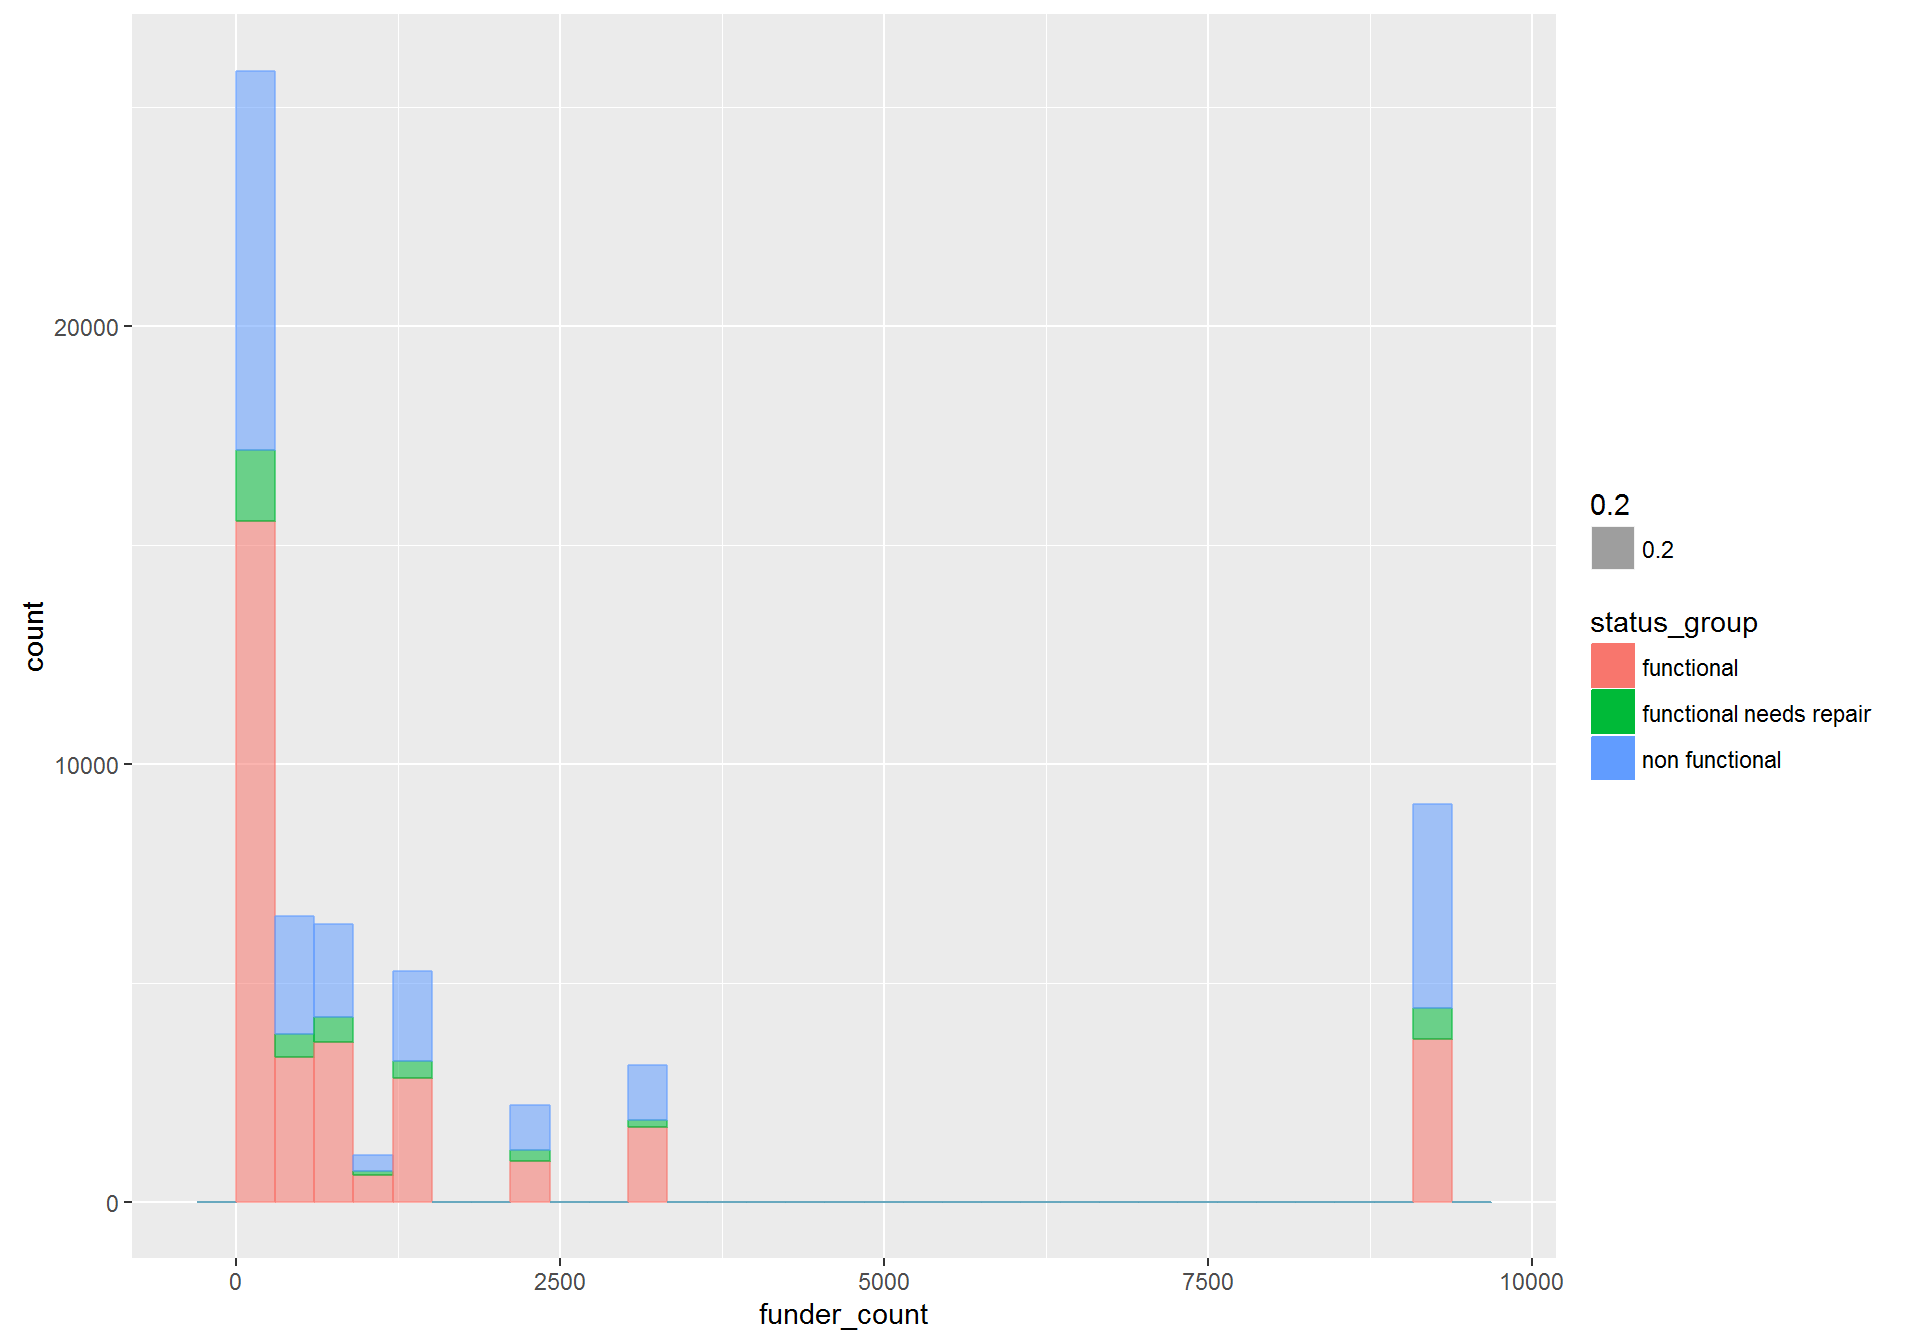 count
20000
10000
0
0
2500
5000
7500
10000
funder_count
0.2
0.2
status_group
functional
functional needs repair
non functional